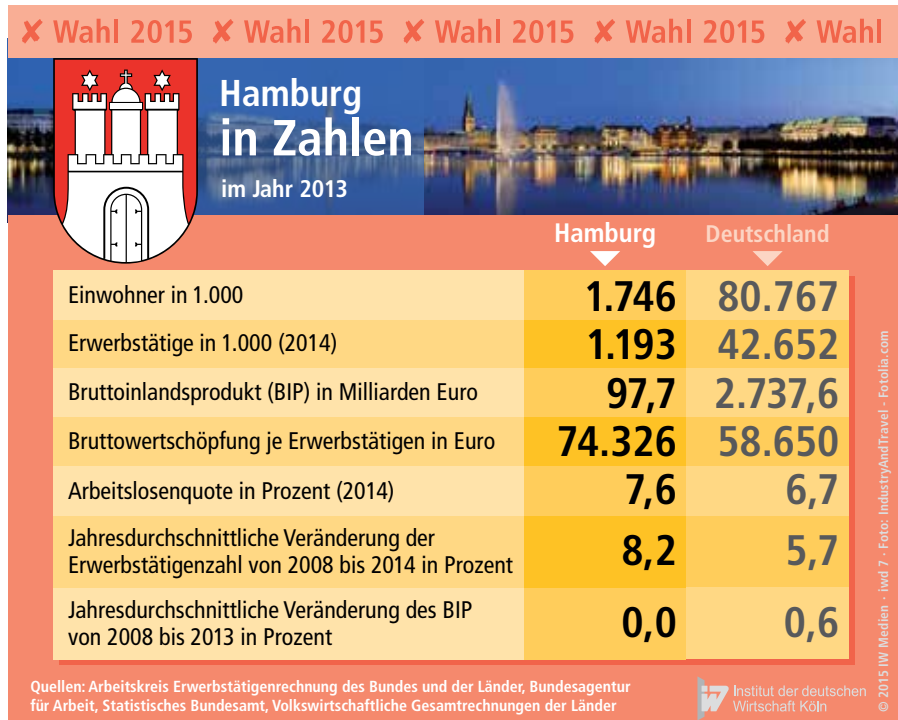 ✘ Wahl 2015 ✘ Wahl 2015 ✘ Wahl 2015 ✘ Wahl 2015 ✘ Wahl
Hamburg
in Zahlen
im Jahr 2013
Hamburg Deutschland
Einwohner in 1.000 1.746 80.767
Erwerbstätige in 1.000 (2014) 1.193 42.652
Bruttoinlandsprodukt (BIP) in Milliarden Euro 97,7 2.737,6
Bruttowertschöpfung je Erwerbstätigen in Euro 74.326 58.650
Arbeitslosenquote in Prozent (2014) 7,6 6,7
Jahresdurchschnittliche Veränderung der
Erwerbstätigenzahl von 2008 bis 2014 in Prozent 8,2 5,7
Jahresdurchschnittliche Veränderung des BIP
von 2008 bis 2013 in Prozent 0,0 0,6
Quellen: Arbeitskreis Erwerbstätigenrechnung des Bundes und der Länder, Bundesagentur
für Arbeit, Statistisches Bundesamt, Volkswirtschaftliche Gesamtrechnungen der Länder
iw Institut der deutschen
Wirtschaft Köln
© 2015 IW Medien · iwd 7 · Foto: IndustryAndTravel · Fotolia.com